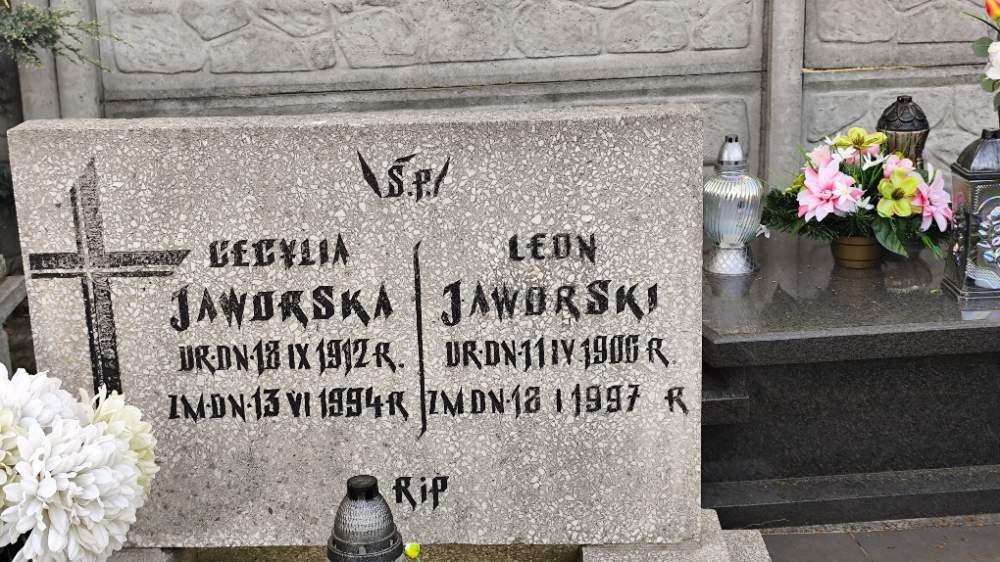 Ś.P.
CECYLIA
JAWORSKA
UR·DN·18 IX 1912 R.
ZM·DN·13 VI 1994 R
LEON
JAWORSKI
UR·DN·11 IV 1906 R.
ZM DN·18 I 1997 R
RiP